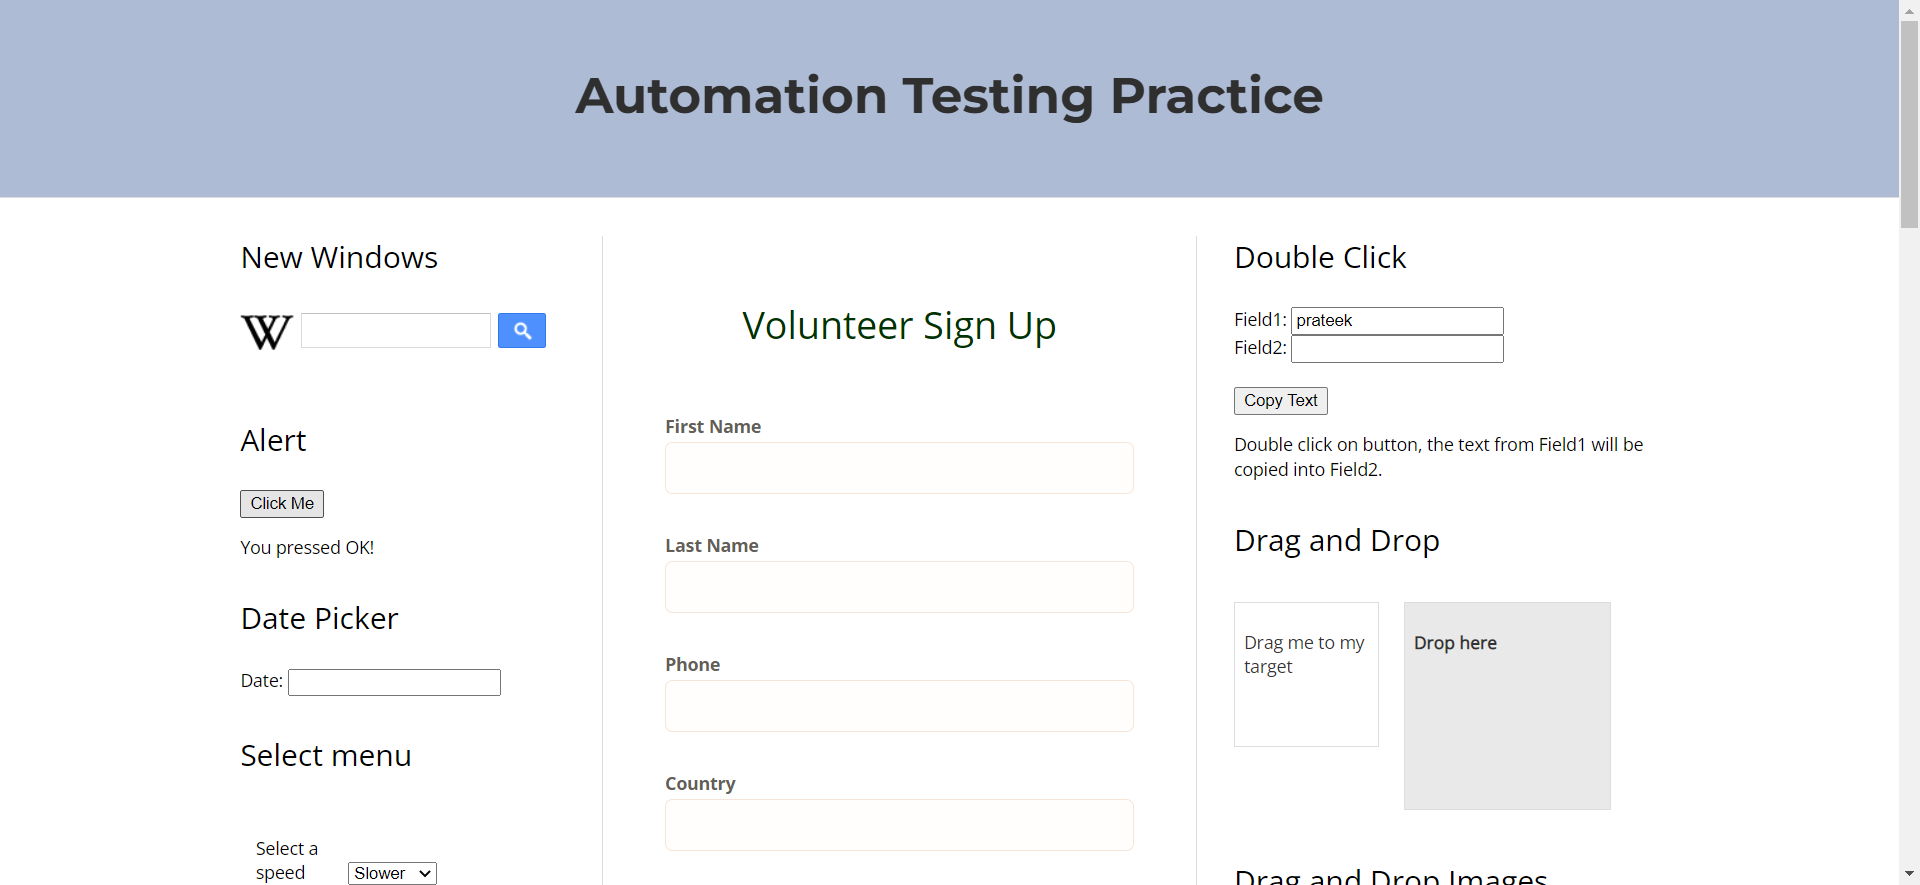 Automation Testing Practice
New Windows
W
Alert
Click Me
You pressed OK!
Date Picker
Date:
Select menu
Select a
speed
Slower
Volunteer Sign Up
First Name
Last Name
Phone
Country
Double Click
Field1: prateek
Field2:
Copy Text
Double click on button, the text from Field1 will be
copied into Field2.
Drag and Drop
Drag me to my
target
Drop here
Drag and Drop Images